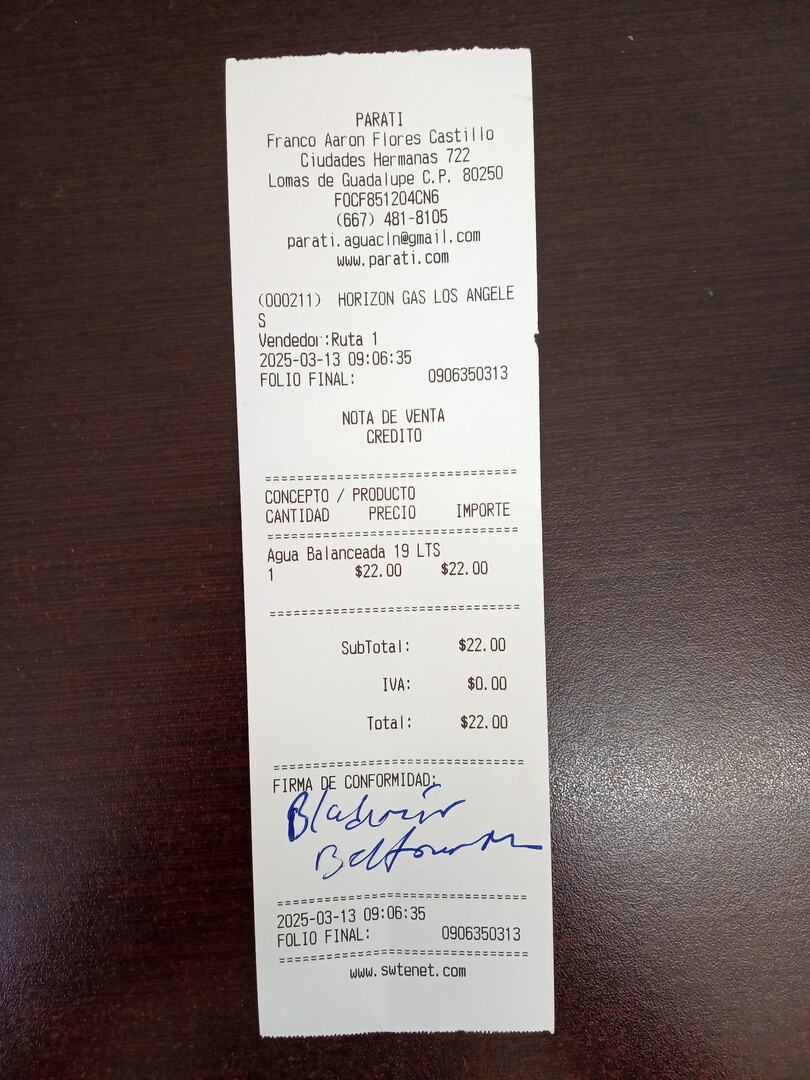 PARATI
Franco Aaron Flores Castillo
Ciudades Hermanas 722
Lomas de Guadalupe C.P. 80250
FOCF851204CN6
(667) 481-8105
parati.aguacln@gmail.com
www.parati.com
(000211) HORIZON GAS LOS ANGELE
S
Vendedor:Ruta 1
2025-03-13 09:06:35
FOLIO FINAL: 0906350313
NOTA DE VENTA
CREDITO
CONCEPTO / PRODUCTO
CANTIDAD PRECIO IMPORTE
Agua Balanceada 19 LTS
1 $22.00 $22.00
SubTotal: $22.00
IVA: $0.00
Total: $22.00
FIRMA DE CONFORMIDAD:
2025-03-13 09:06:35
FOLIO FINAL: 0906350313
www.swtenet.com